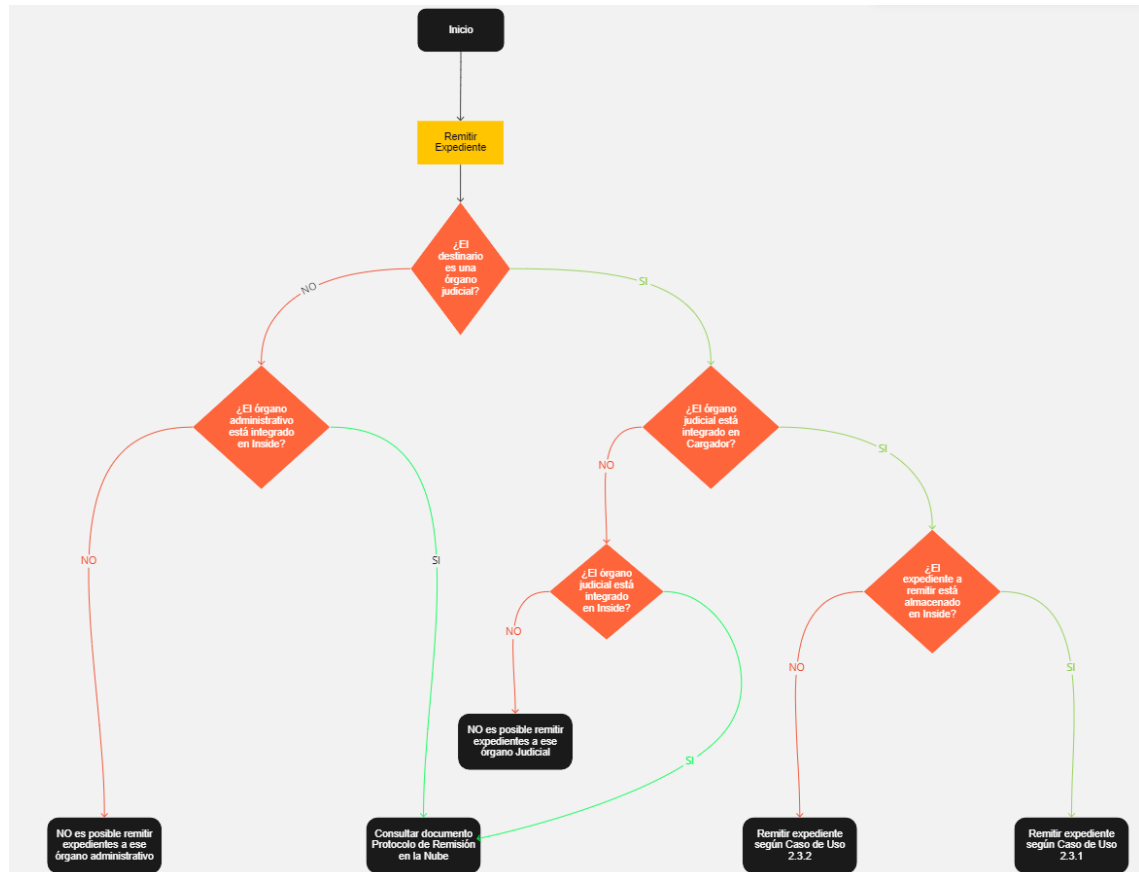 Inicio
Remitir
Expediente
¿El
destinario
es una
órgano
judicial?
NO
SI
¿El órgano
administrativo
está integrado
en Inside?
¿El órgano
judicial está
integrado en
Cargador?
NO
SI
NO
SI
¿El órgano
judicial está
integrado
en Inside?
¿El
expediente a
remitir está
almacenado
en Inside?
NO
SI
NO
SI
NO es posible remitir
expedientes a ese
órgano Judicial
NO es posible remitir
expedientes a ese
órgano administrativo
Consultar documento
Protocolo de Remisión
en la Nube
Remitir expediente
según Caso de Uso
2.3.2
Remitir expediente
según Caso de Uso
2.3.1